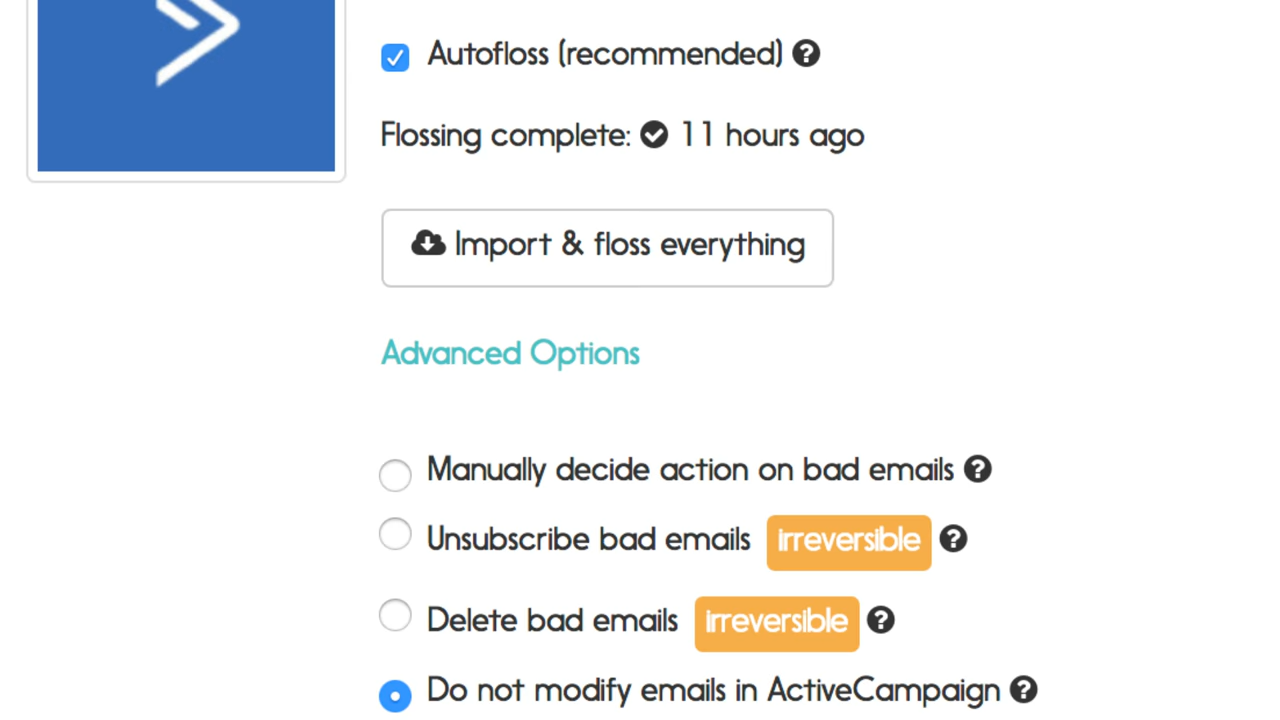 Autofloss (recommended)
Flossing complete: 11 hours ago
Import & floss everything
Advanced Options
Manually decide action on bad emails
Unsubscribe bad emails irreversible
Delete bad emails irreversible
Do not modify emails in ActiveCampaign